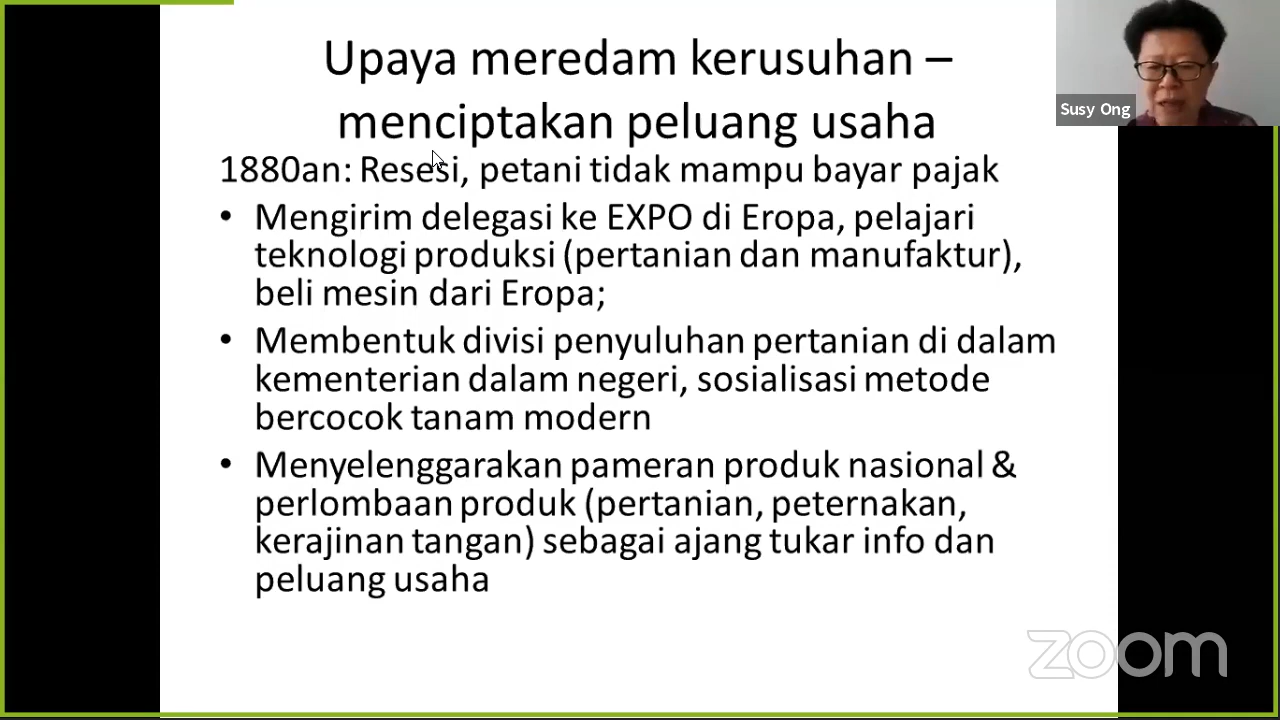 Upaya meredam kerusuhan –
menciptakan peluang usaha
1880an: Resesi, petani tidak mampu bayar pajak
• Mengirim delegasi ke EXPO di Eropa, pelajari
teknologi produksi (pertanian dan manufaktur),
beli mesin dari Eropa;
• Membentuk divisi penyuluhan pertanian di dalam
kementerian dalam negeri, sosialisasi metode
bercocok tanam modern
• Menyelenggarakan pameran produk nasional &
perlombaan produk (pertanian, peternakan,
kerajinan tangan) sebagai ajang tukar info dan
peluang usaha
Susy Ong
zoom